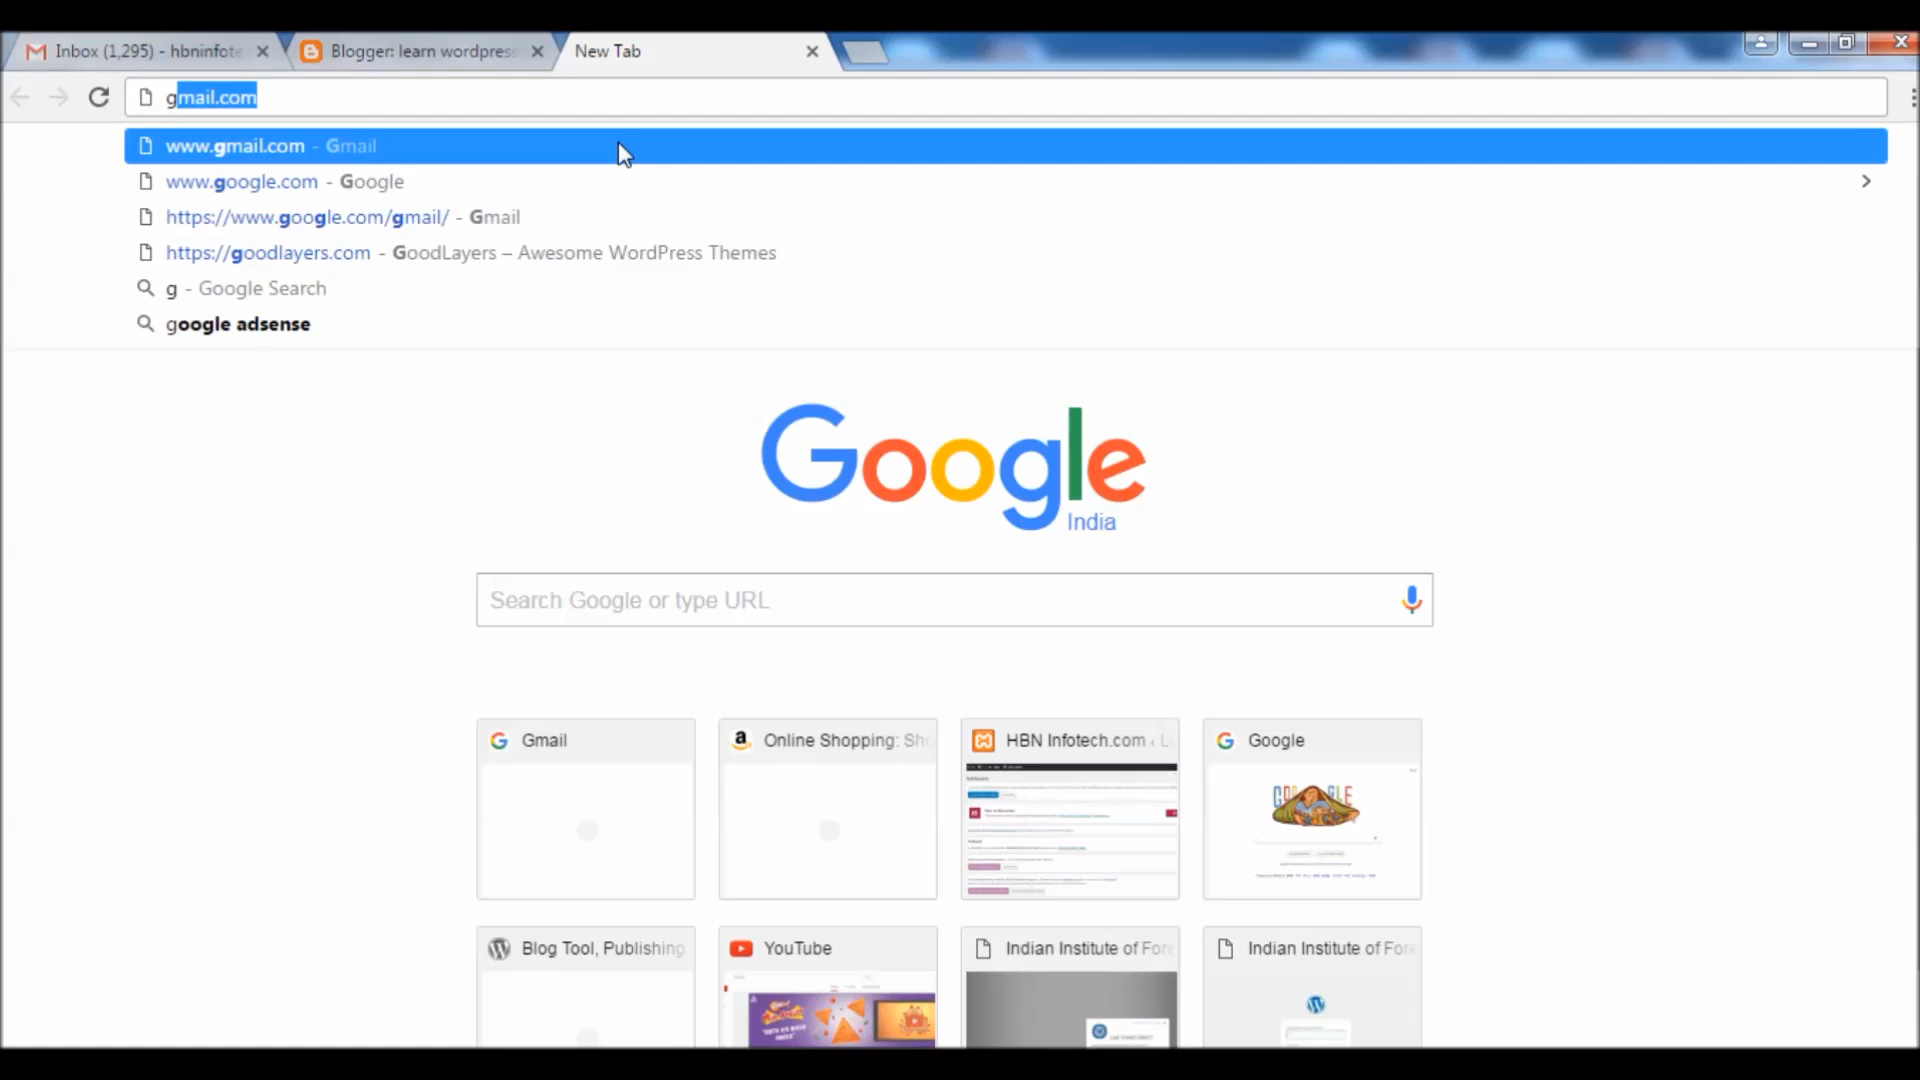 Inbox (1,295) - hbninfote
Blogger: learn wordpress
New Tab
gmail.com
www.gmail.com - Gmail
www.google.com - Google
https://www.google.com/gmail/ - Gmail
https://goodlayers.com - GoodLayers – Awesome WordPress Themes
g - Google Search
google adsense
Google
India
Search Google or type URL
Gmail
Online Shopping: Sh
HBN Infotech.com ‹ L
Google
Blog Tool, Publishing
YouTube
Indian Institute of Fore
Indian Institute of Fore